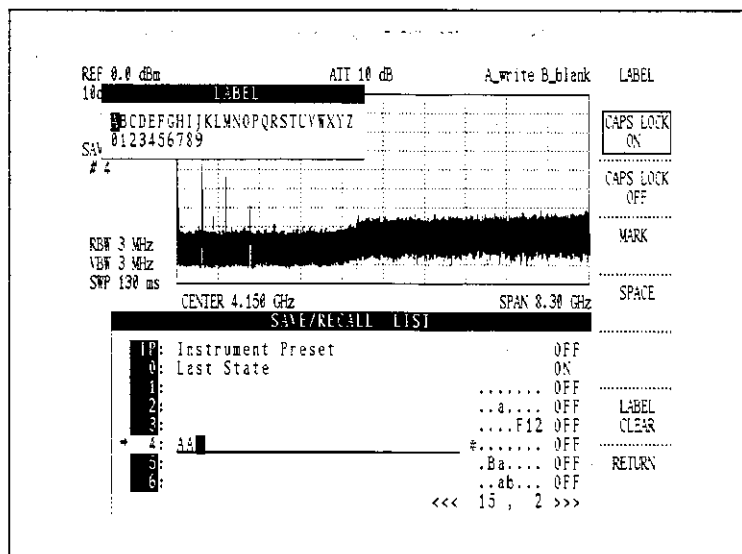 REF 0.0 dBm ATT 10 dB A_write B_blank LABEL
LABEL
ABCDEFGHIJKLMNOPQRSTUVWXYZ
0123456789
# 4
CAPS LOCK
ON
CAPS LOCK
OFF
MARK
SPACE
RBW 3 MHz
VBW 3 MHz
SWP 130 ms
CENTER 4.150 GHz SPAN 8.30 GHz
SAVE/RECALL LIST
IP: Instrument Preset OFF
0: Last State ON
1: ....... OFF
2: ..a.... OFF
3: ....F12 OFF
4: AA #....... OFF
5: .Ba.... OFF
6: ..ab... OFF
<<< 15 , 2 >>>
LABEL
CLEAR
RETURN